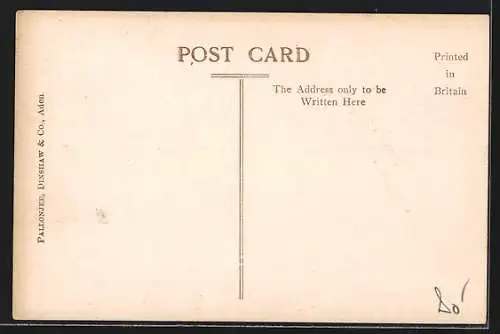 POST CARD
The Address only to be
Written Here
Printed
in
Britain
PALLONJEE, DINSHAW & CO., Aden